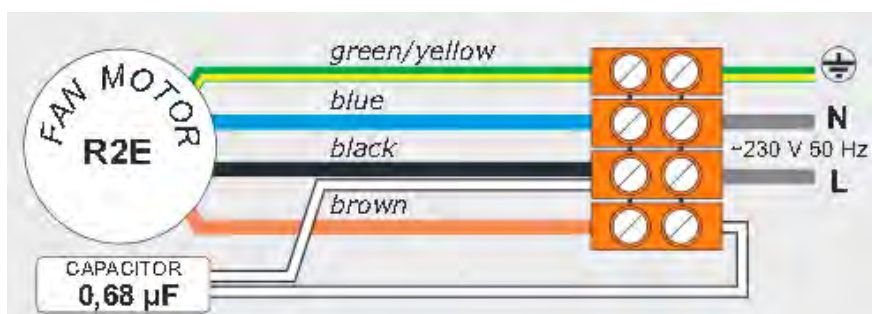 green/yellow
FAN MOTOR
R2E
blue
N
black
~230 V 50 Hz
L
brown
CAPACITOR
0,68 µF